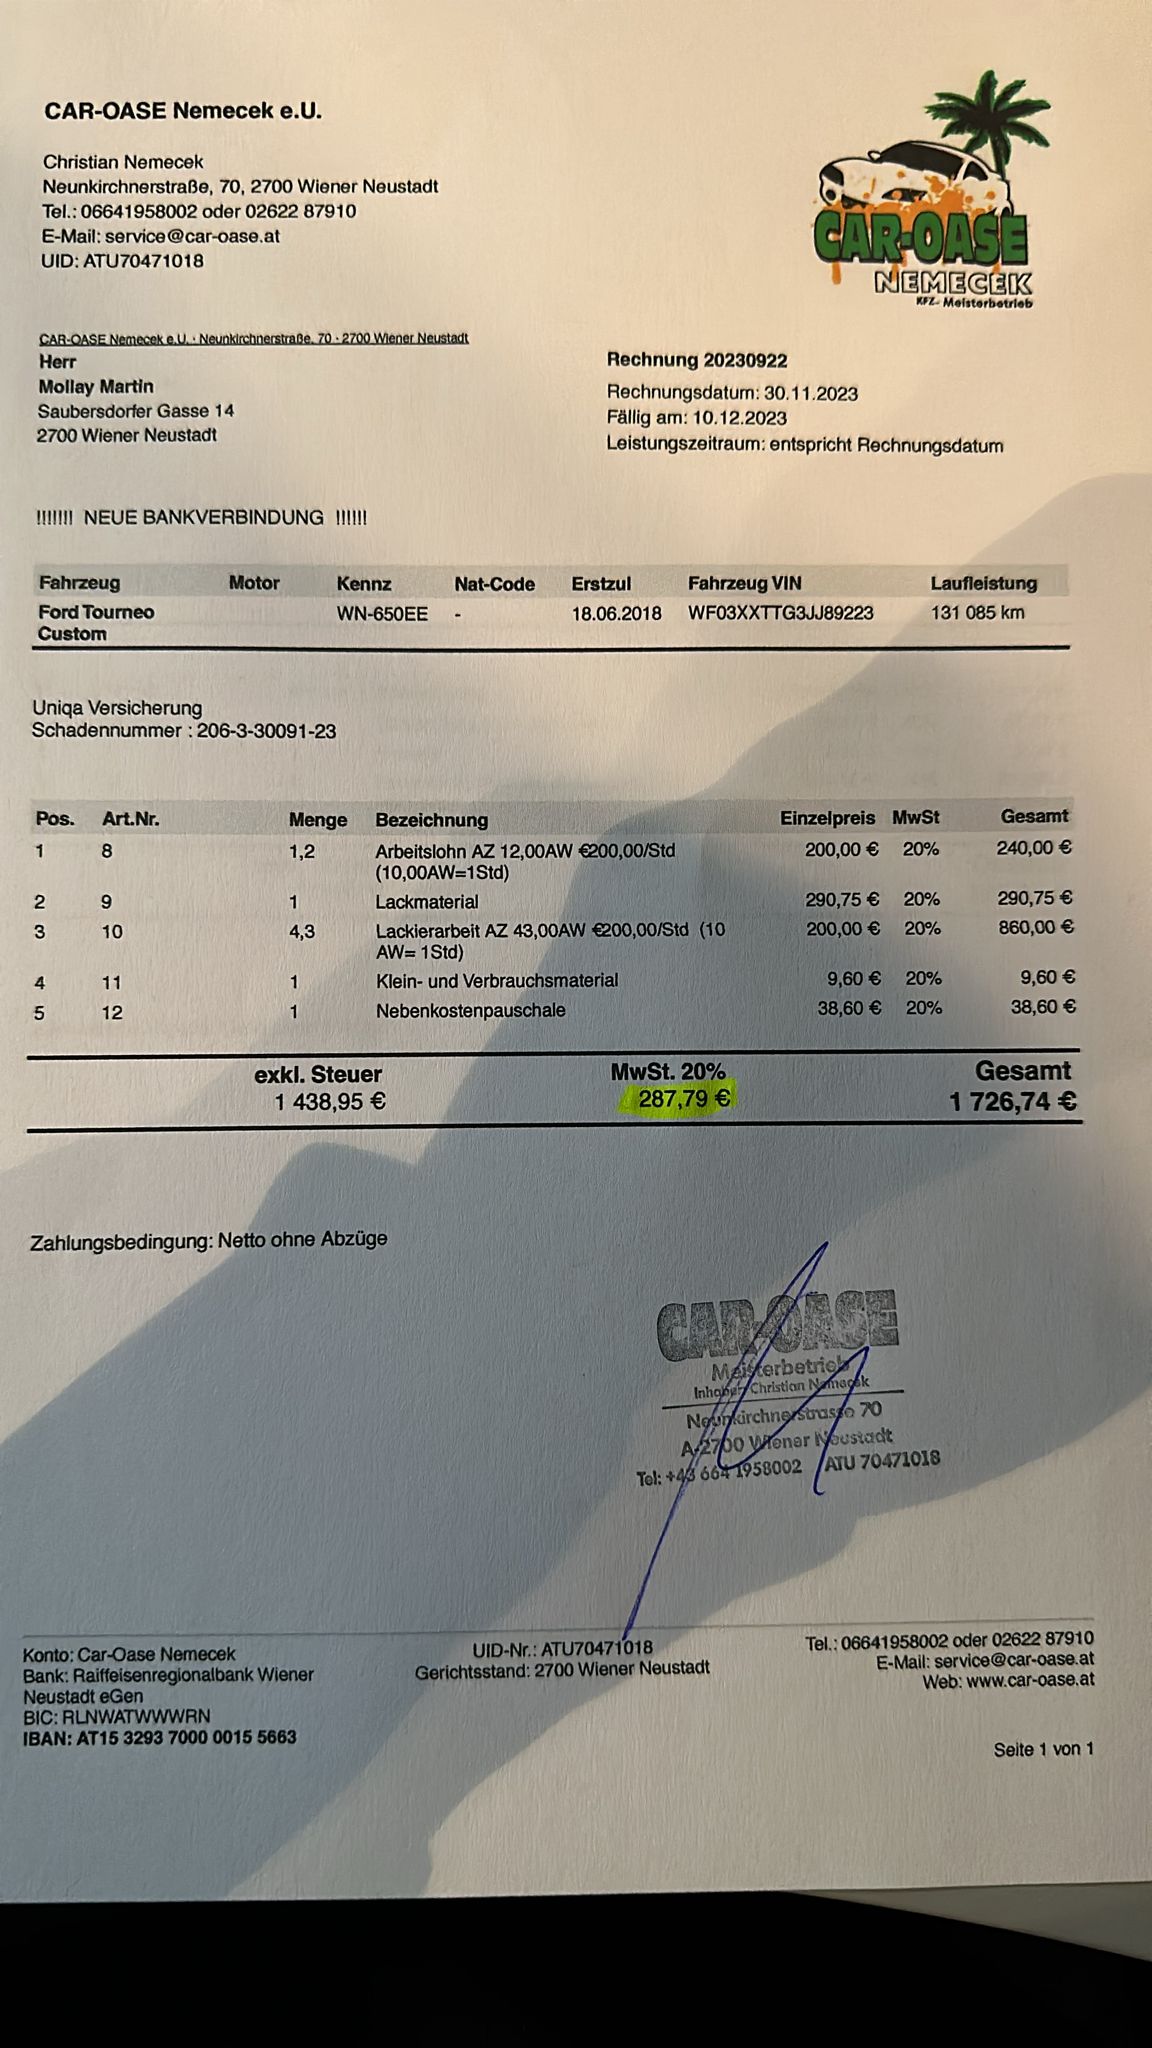 CAR-OASE Nemecek e.U.
Christian Nemecek
Neunkirchnerstraße, 70, 2700 Wiener Neustadt
Tel.: 06641958002 oder 02622 87910
E-Mail: service@car-oase.at
UID: ATU70471018
CAR-OASE
NEMECEK
KFZ- Meisterbetrieb
CAR-OASE Nemecek e.U. · Neunkirchnerstraße, 70 · 2700 Wiener Neustadt
Herr
Mollay Martin
Saubersdorfer Gasse 14
2700 Wiener Neustadt
Rechnung 20230922
Rechnungsdatum: 30.11.2023
Fällig am: 10.12.2023
Leistungszeitraum: entspricht Rechnungsdatum
!!!!!!! NEUE BANKVERBINDUNG !!!!!!
Fahrzeug Motor Kennz Nat-Code Erstzul Fahrzeug VIN Laufleistung
Ford Tourneo WN-650EE - 18.06.2018 WF03XXTTG3JJ89223 131 085 km
Custom
Uniqa Versicherung
Schadennummer : 206-3-30091-23
Pos. Art.Nr. Menge Bezeichnung Einzelpreis MwSt Gesamt
1 8 1,2 Arbeitslohn AZ 12,00AW €200,00/Std 200,00 € 20% 240,00 €
(10,00AW=1Std)
2 9 1 Lackmaterial 290,75 € 20% 290,75 €
3 10 4,3 Lackierarbeit AZ 43,00AW €200,00/Std (10 200,00 € 20% 860,00 €
AW= 1Std)
4 11 1 Klein- und Verbrauchsmaterial 9,60 € 20% 9,60 €
5 12 1 Nebenkostenpauschale 38,60 € 20% 38,60 €
exkl. Steuer MwSt. 20% Gesamt
1 438,95 € 287,79 € 1 726,74 €
Zahlungsbedingung: Netto ohne Abzüge
CAR-OASE
Meisterbetrieb
Inhaber: Christian Nemecek
Neunkirchnerstrasse 70
A-2700 Wiener Neustadt
Tel: +43 664 1958002 ATU 70471018
Konto: Car-Oase Nemecek
Bank: Raiffeisenregionalbank Wiener
Neustadt eGen
BIC: RLNWATWWWRN
IBAN: AT15 3293 7000 0015 5663
UID-Nr.: ATU70471018
Gerichtsstand: 2700 Wiener Neustadt
Tel.: 06641958002 oder 02622 87910
E-Mail: service@car-oase.at
Web: www.car-oase.at
Seite 1 von 1